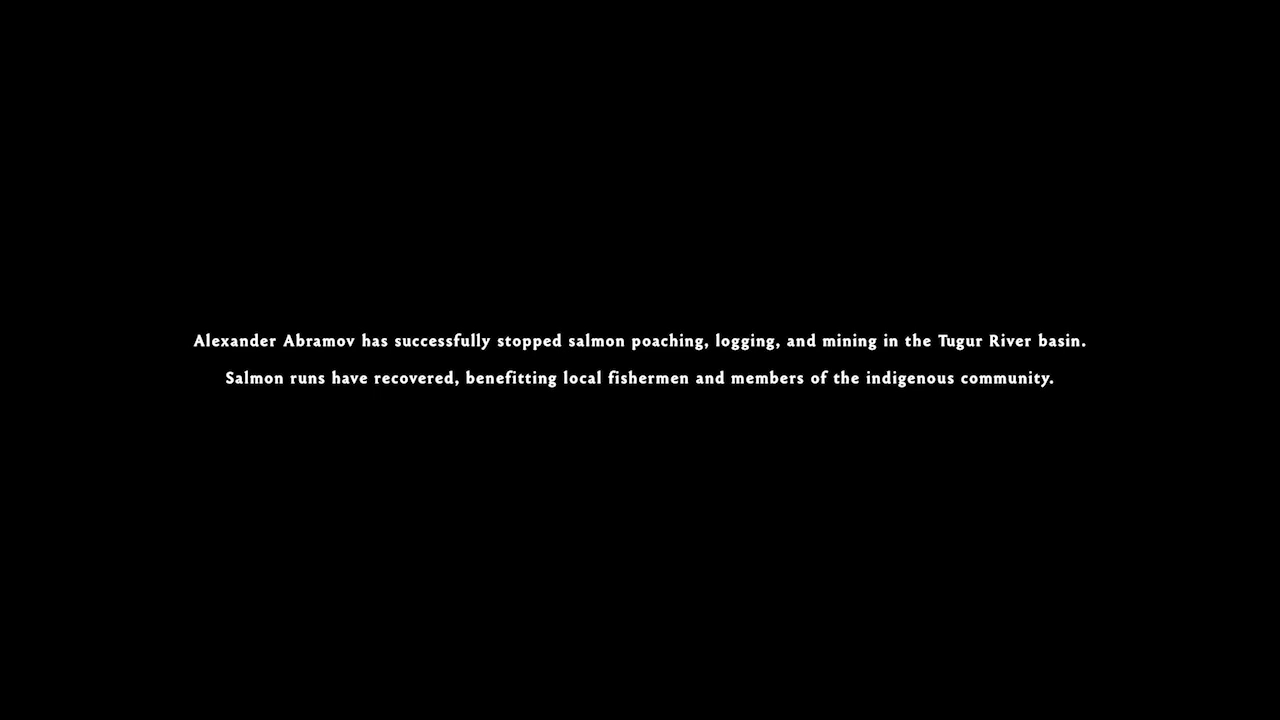 Alexander Abramov has successfully stopped salmon poaching, logging, and mining in the Tugur River basin.
Salmon runs have recovered, benefitting local fishermen and members of the indigenous community.